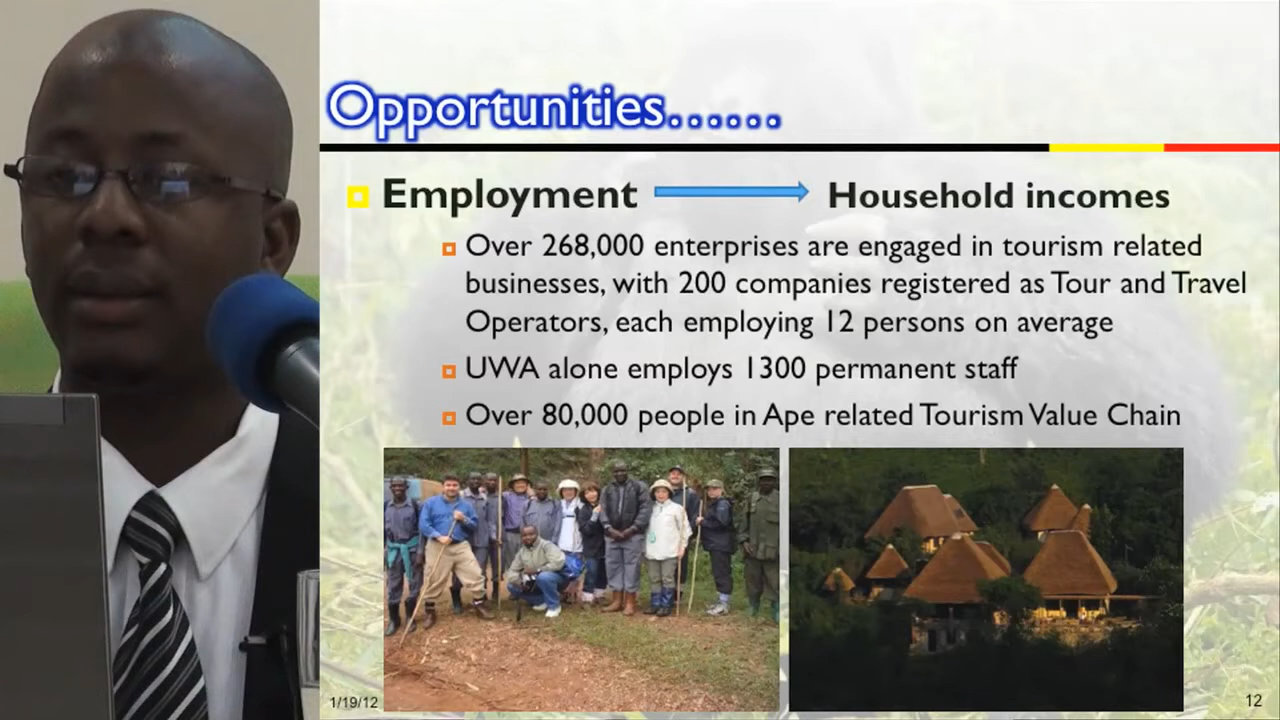 Opportunities……
Employment Household incomes
Over 268,000 enterprises are engaged in tourism related
businesses, with 200 companies registered as Tour and Travel
Operators, each employing 12 persons on average
UWA alone employs 1300 permanent staff
Over 80,000 people in Ape related Tourism Value Chain
1/19/12
12